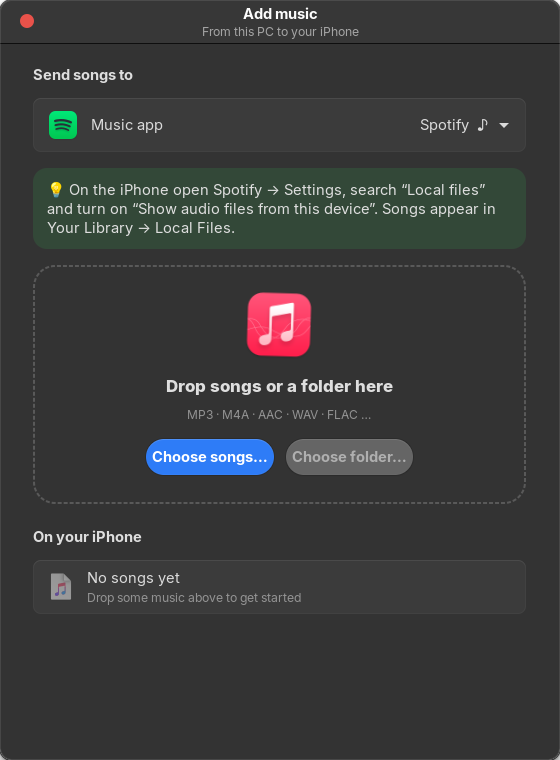 Add music
From this PC to your iPhone
Send songs to
Music app
Spotify ♪
💡 On the iPhone open Spotify → Settings, search “Local files”
and turn on “Show audio files from this device”. Songs appear in
Your Library → Local Files.
Drop songs or a folder here
MP3 · M4A · AAC · WAV · FLAC ...
Choose songs...
Choose folder...
On your iPhone
No songs yet
Drop some music above to get started